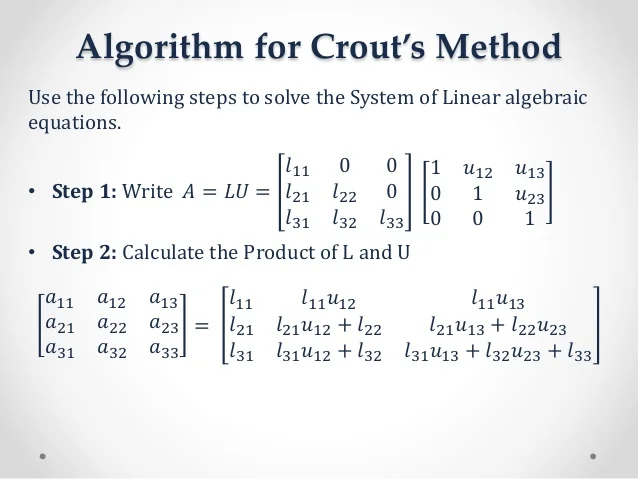 Algorithm for Crout's Method
Use the following steps to solve the System of Linear algebraic
equations.
• Step 1: Write A = LU = [l₁₁ 0 0; l₂₁ l₂₂ 0; l₃₁ l₃₂ l₃₃] [1 u₁₂ u₁₃; 0 1 u₂₃; 0 0 1]
• Step 2: Calculate the Product of L and U
[a₁₁ a₁₂ a₁₃; a₂₁ a₂₂ a₂₃; a₃₁ a₃₂ a₃₃] = [l₁₁ l₁₁u₁₂ l₁₁u₁₃; l₂₁ l₂₁u₁₂ + l₂₂ l₂₁u₁₃ + l₂₂u₂₃; l₃₁ l₃₁u₁₂ + l₃₂ l₃₁u₁₃ + l₃₂u₂₃ + l₃₃]